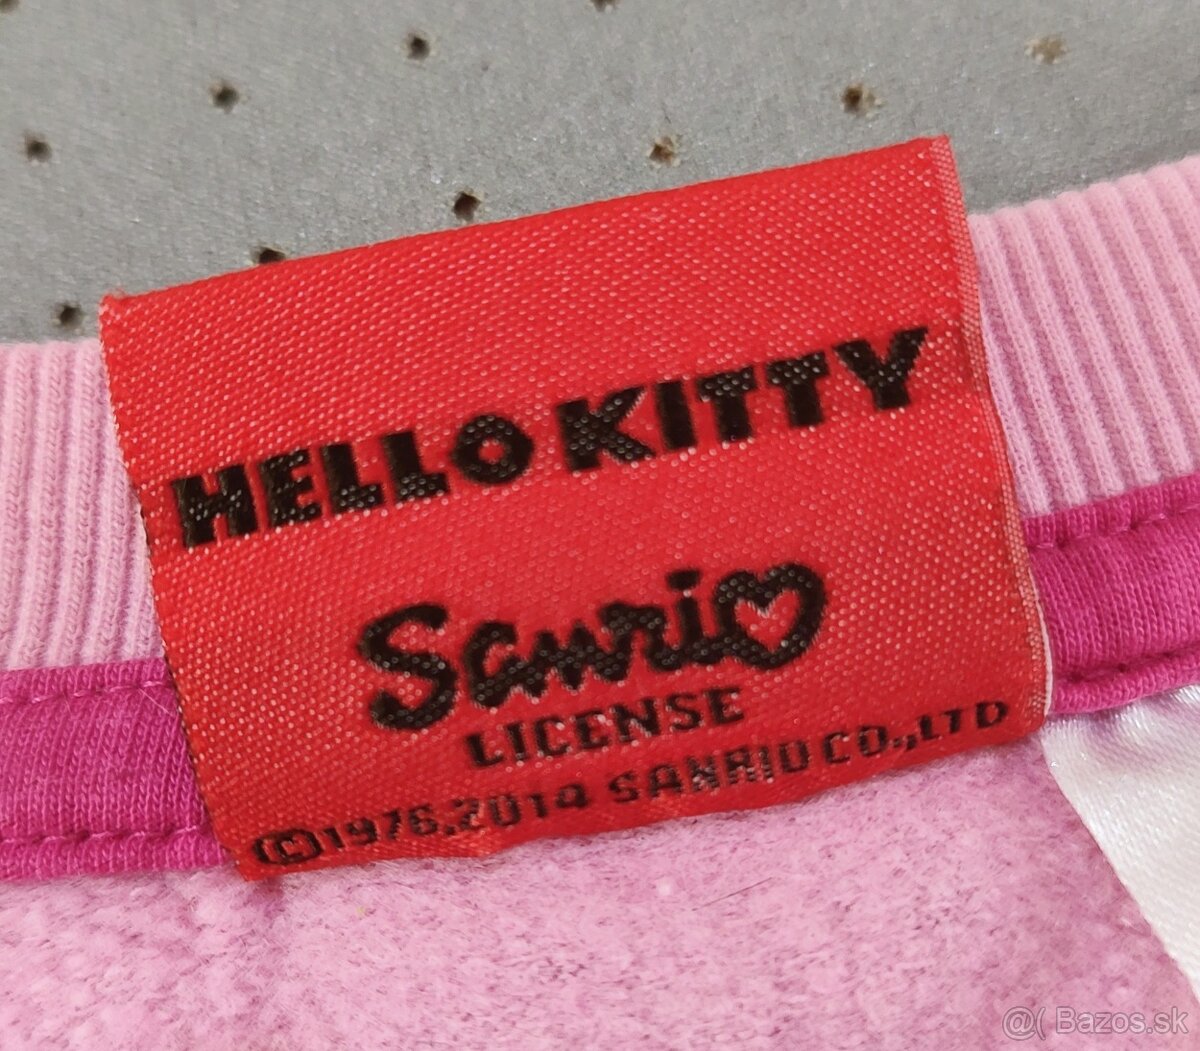 HELLO KITTY
Sanrio
LICENSE
©1976,2014 SANRIO CO.,LTD
@( Bazos.sk